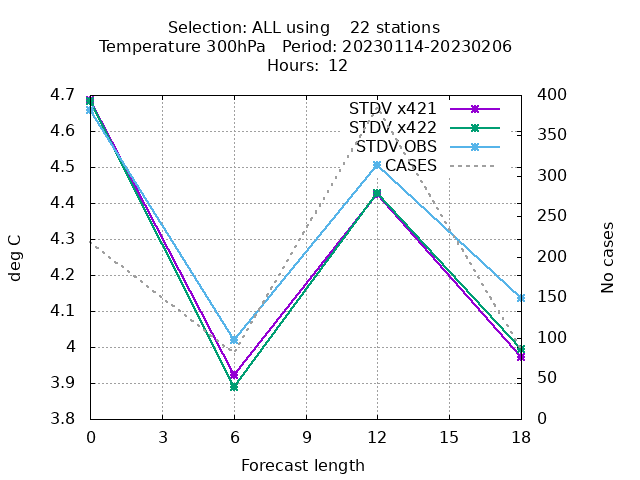 Selection: ALL using    22 stations
Temperature 300hPa   Period: 20230114-20230206
Hours:  12
4.7
4.6
4.5
4.4
4.3
4.2
4.1
4
3.9
3.8
400
350
300
250
200
150
100
50
0
STDV x421
STDV x422
STDV OBS
CASES
deg C
No cases
0 3 6 9 12 15 18
Forecast length